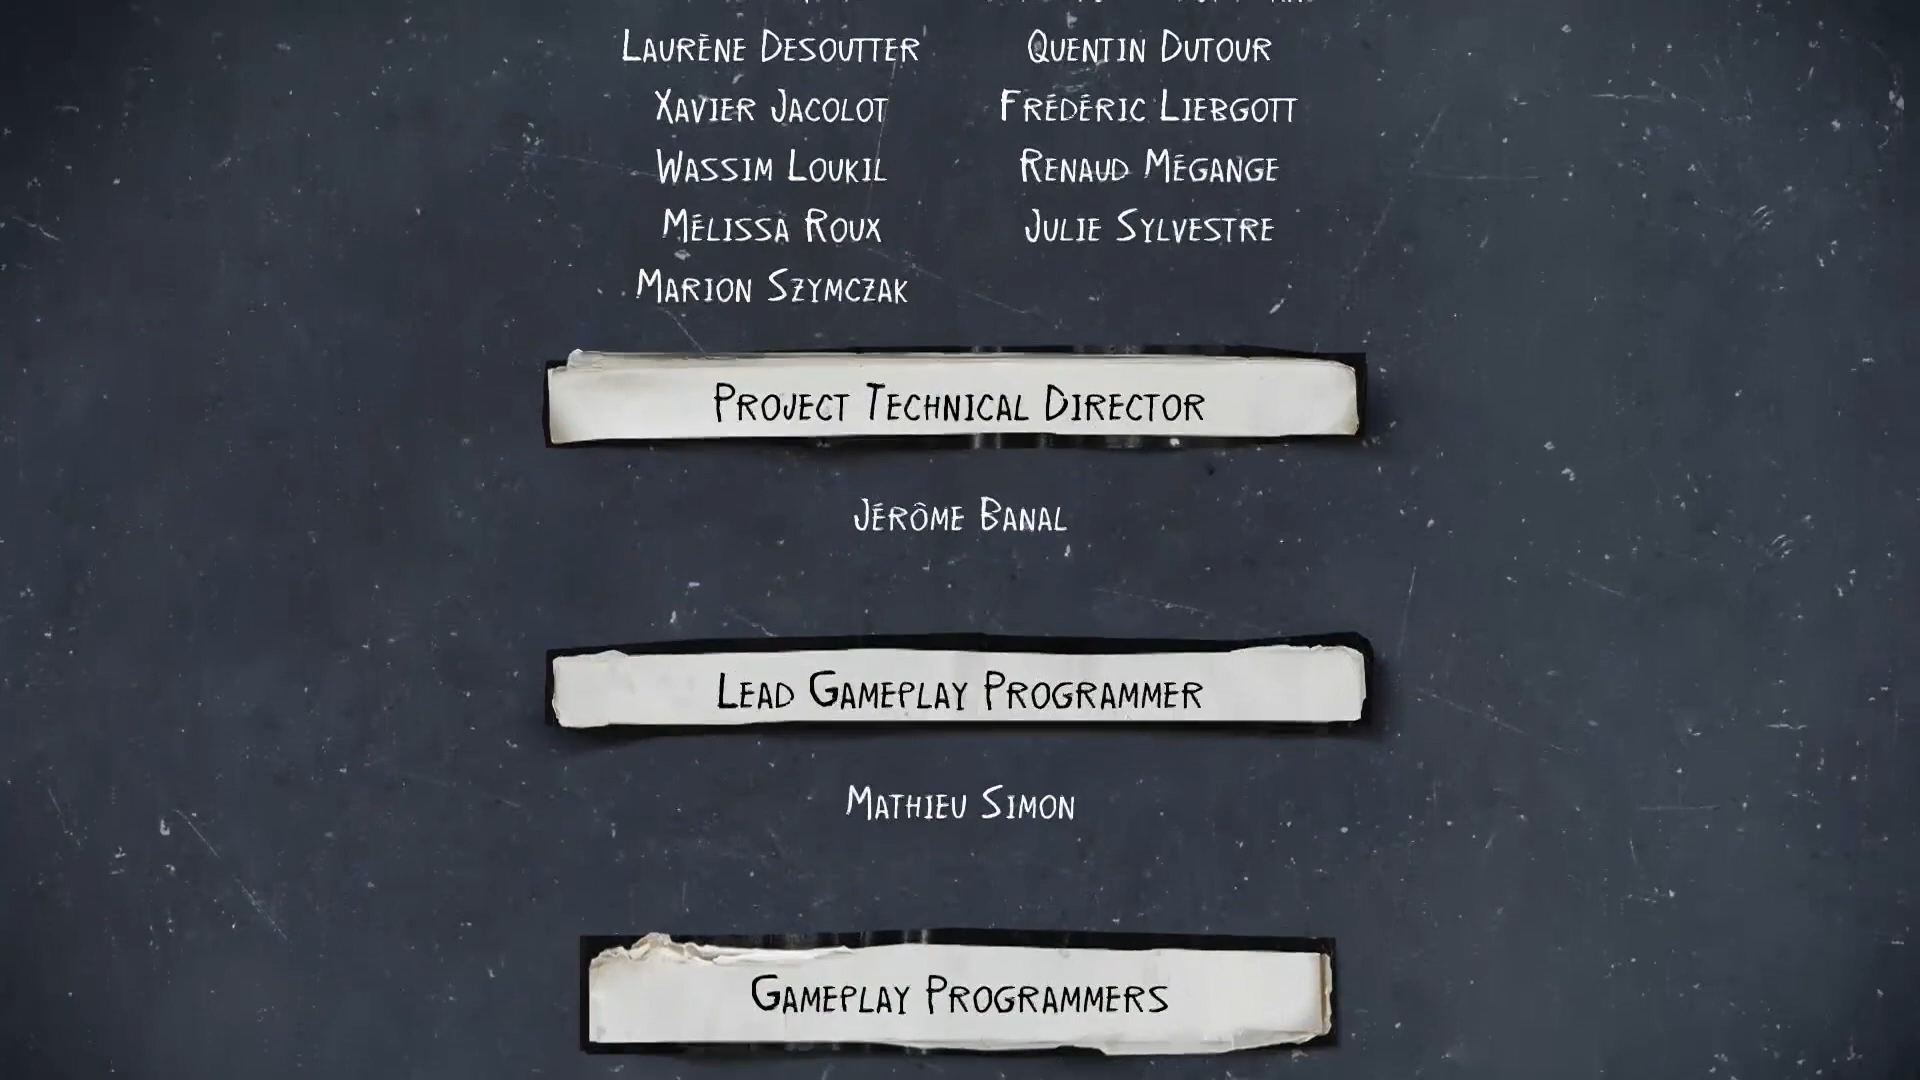 Laurène Desoutter Quentin Dutour
Xavier Jacolot Frédéric Liebgott
Wassim Loukil Renaud Mégange
Mélissa Roux Julie Sylvestre
Marion Szymczak
Project Technical Director
Jérôme Banal
Lead Gameplay Programmer
Mathieu Simon
Gameplay Programmers